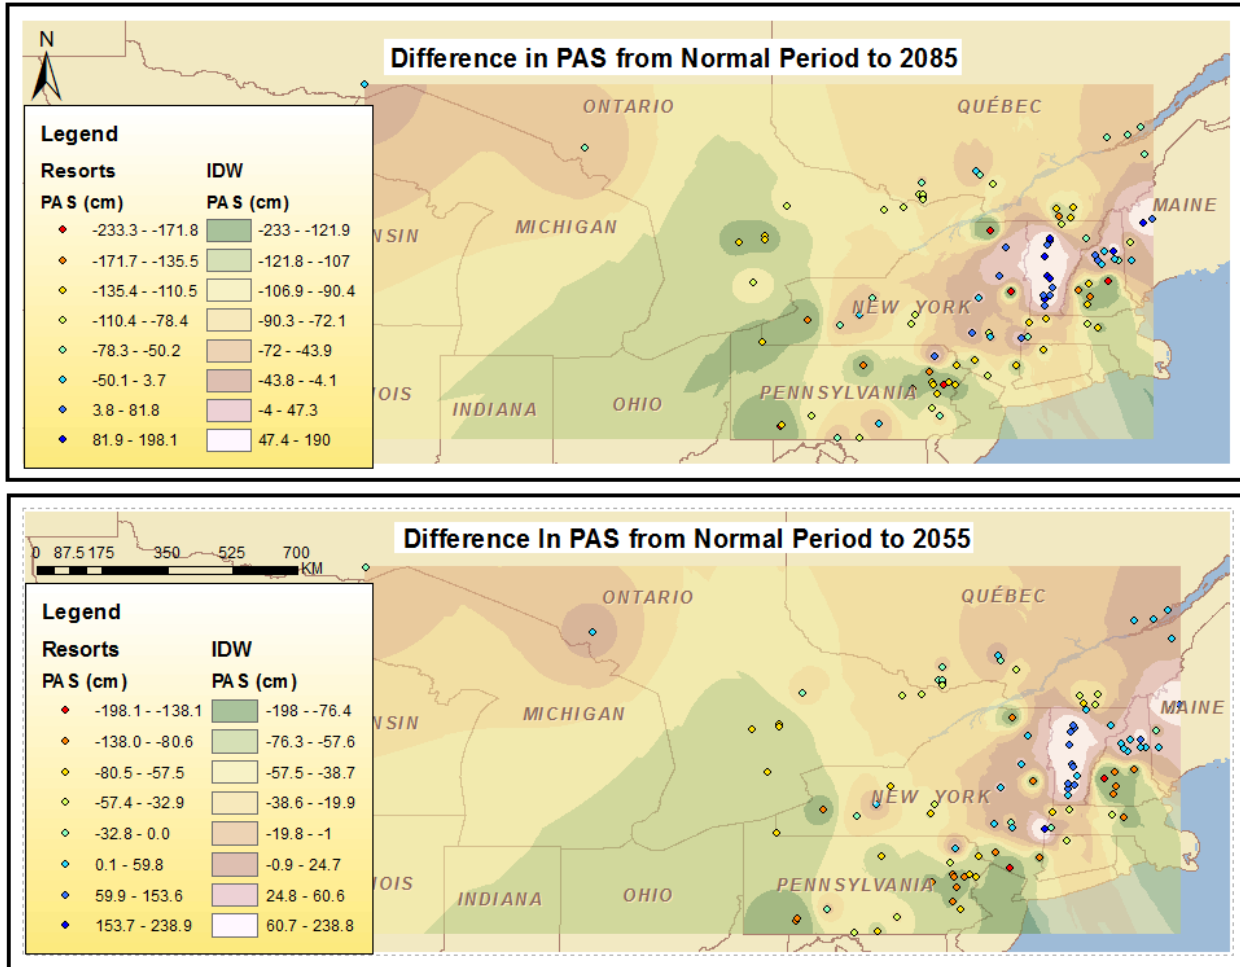 Difference in PAS from Normal Period to 2085
N
ONTARIO
QUÉBEC
Legend
Resorts IDW
PAS (cm) PAS (cm)
-233.3 - -171.8 -233 - -121.9
-171.7 - -135.5 -121.8 - -107
-135.4 - -110.5 -106.9 - -90.4
-110.4 - -78.4 -90.3 - -72.1
-78.3 - -50.2 -72 - -43.9
-50.1 - 3.7 -43.8 - -4.1
3.8 - 81.8 -4 - 47.3
81.9 - 198.1 47.4 - 190
MAINE
NSIN
MICHIGAN
NEW YORK
OIS
INDIANA
OHIO
PENNSYLVANIA
Difference In PAS from Normal Period to 2055
0 87.5 175 350 525 700
KM
ONTARIO
QUÉBEC
Legend
Resorts IDW
PAS (cm) PAS (cm)
-198.1 - -138.1 -198 - -76.4
-138.0 - -80.6 -76.3 - -57.6
-80.5 - -57.5 -57.5 - -38.7
-57.4 - -32.9 -38.6 - -19.9
-32.8 - 0.0 -19.8 - -1
0.1 - 59.8 -0.9 - 24.7
59.9 - 153.6 24.8 - 60.6
153.7 - 238.9 60.7 - 238.8
MAINE
NSIN
MICHIGAN
NEW YORK
OIS
INDIANA
OHIO
PENNSYLVANIA